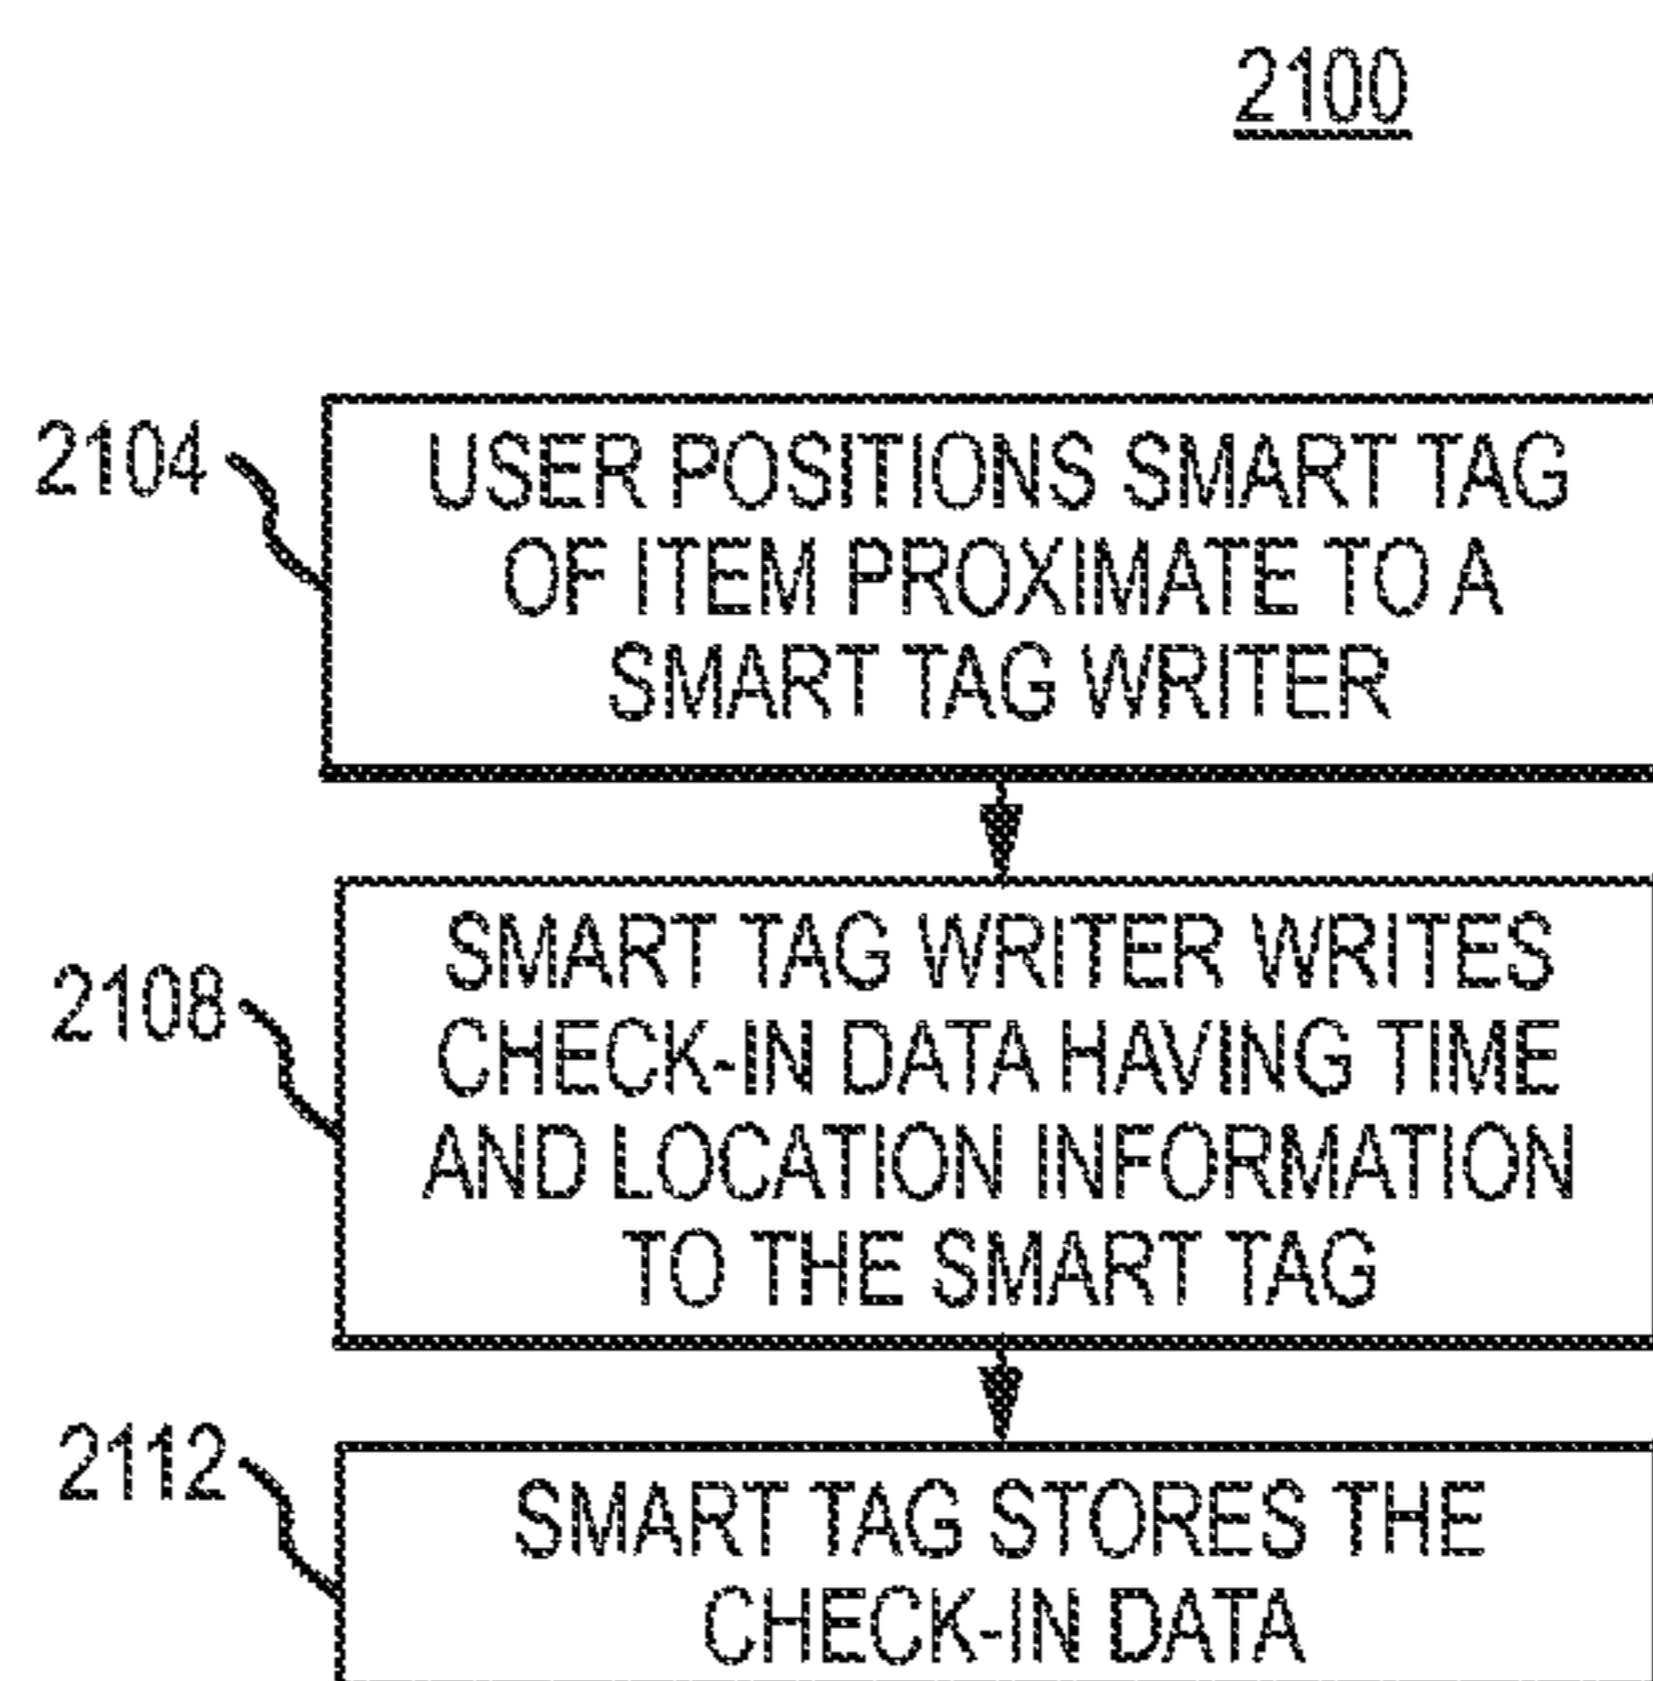 2100
2104
USER POSITIONS SMART TAG
OF ITEM PROXIMATE TO A
SMART TAG WRITER
2108
SMART TAG WRITER WRITES
CHECK-IN DATA HAVING TIME
AND LOCATION INFORMATION
TO THE SMART TAG
2112
SMART TAG STORES THE
CHECK-IN DATA